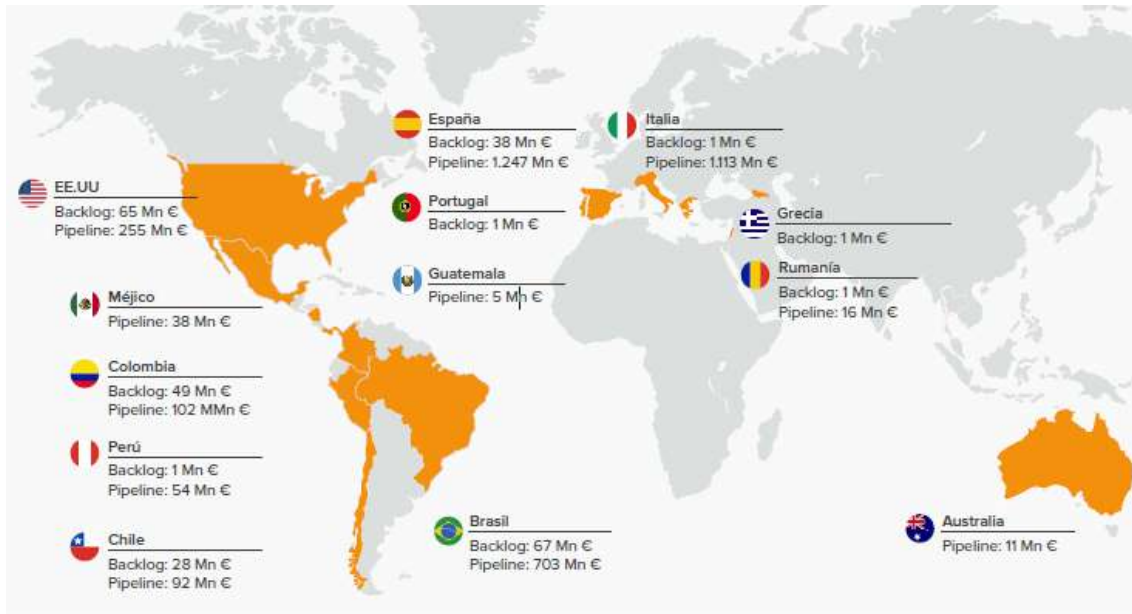 España
Backlog: 38 Mn €
Pipeline: 1.247 Mn €
Italia
Backlog: 1 Mn €
Pipeline: 1.113 Mn €
EE.UU
Backlog: 65 Mn €
Pipeline: 255 Mn €
Portugal
Backlog: 1 Mn €
Grecia
Backlog: 1 Mn €
Guatemala
Pipeline: 5 Mn €
Rumanía
Backlog: 1 Mn €
Pipeline: 16 Mn €
Méjico
Pipeline: 38 Mn €
Colombia
Backlog: 49 Mn €
Pipeline: 102 MMn €
Perú
Backlog: 1 Mn €
Pipeline: 54 Mn €
Chile
Backlog: 28 Mn €
Pipeline: 92 Mn €
Brasil
Backlog: 67 Mn €
Pipeline: 703 Mn €
Australia
Pipeline: 11 Mn €